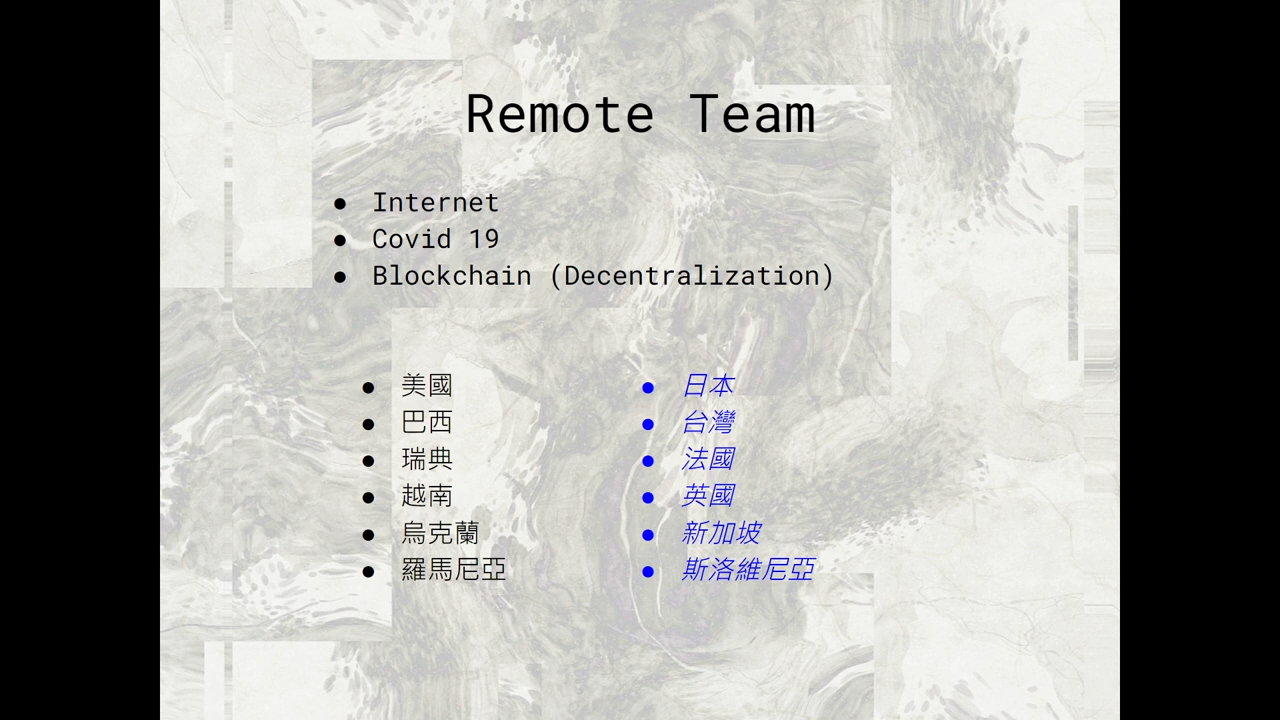 Remote Team
● Internet
● Covid 19
● Blockchain (Decentralization)
● 美國
● 巴西
● 瑞典
● 越南
● 烏克蘭
● 羅馬尼亞
● 日本
● 台灣
● 法國
● 英國
● 新加坡
● 斯洛維尼亞